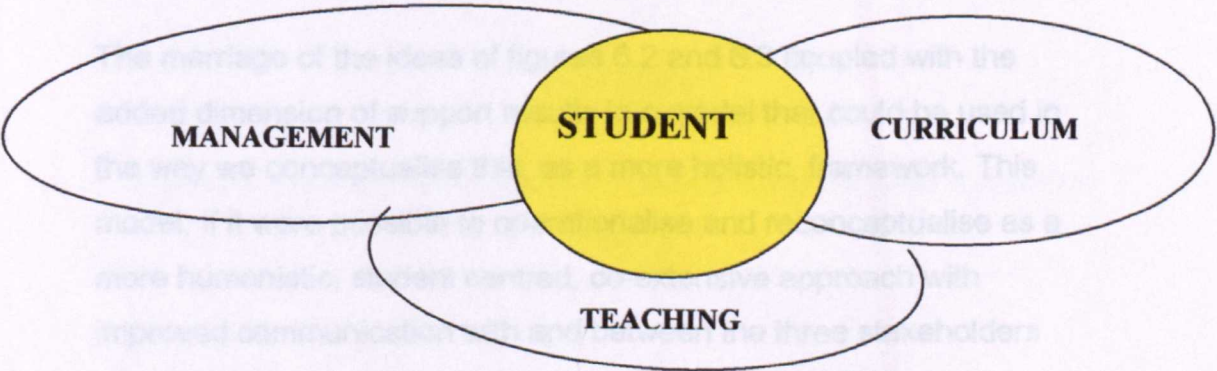 The marriage of the ideas of figures 5.2 and coupled with the
added dimension of support model that could be used in
MANAGEMENT STUDENT CURRICULUM
the way we conceptualise this, as a more holistic, framework. This
model, if it were possible to operationalise and reconceptualise as a
more humanistic, student centred, co extensive approach with
TEACHING
improved communication with and between the three stakeholders